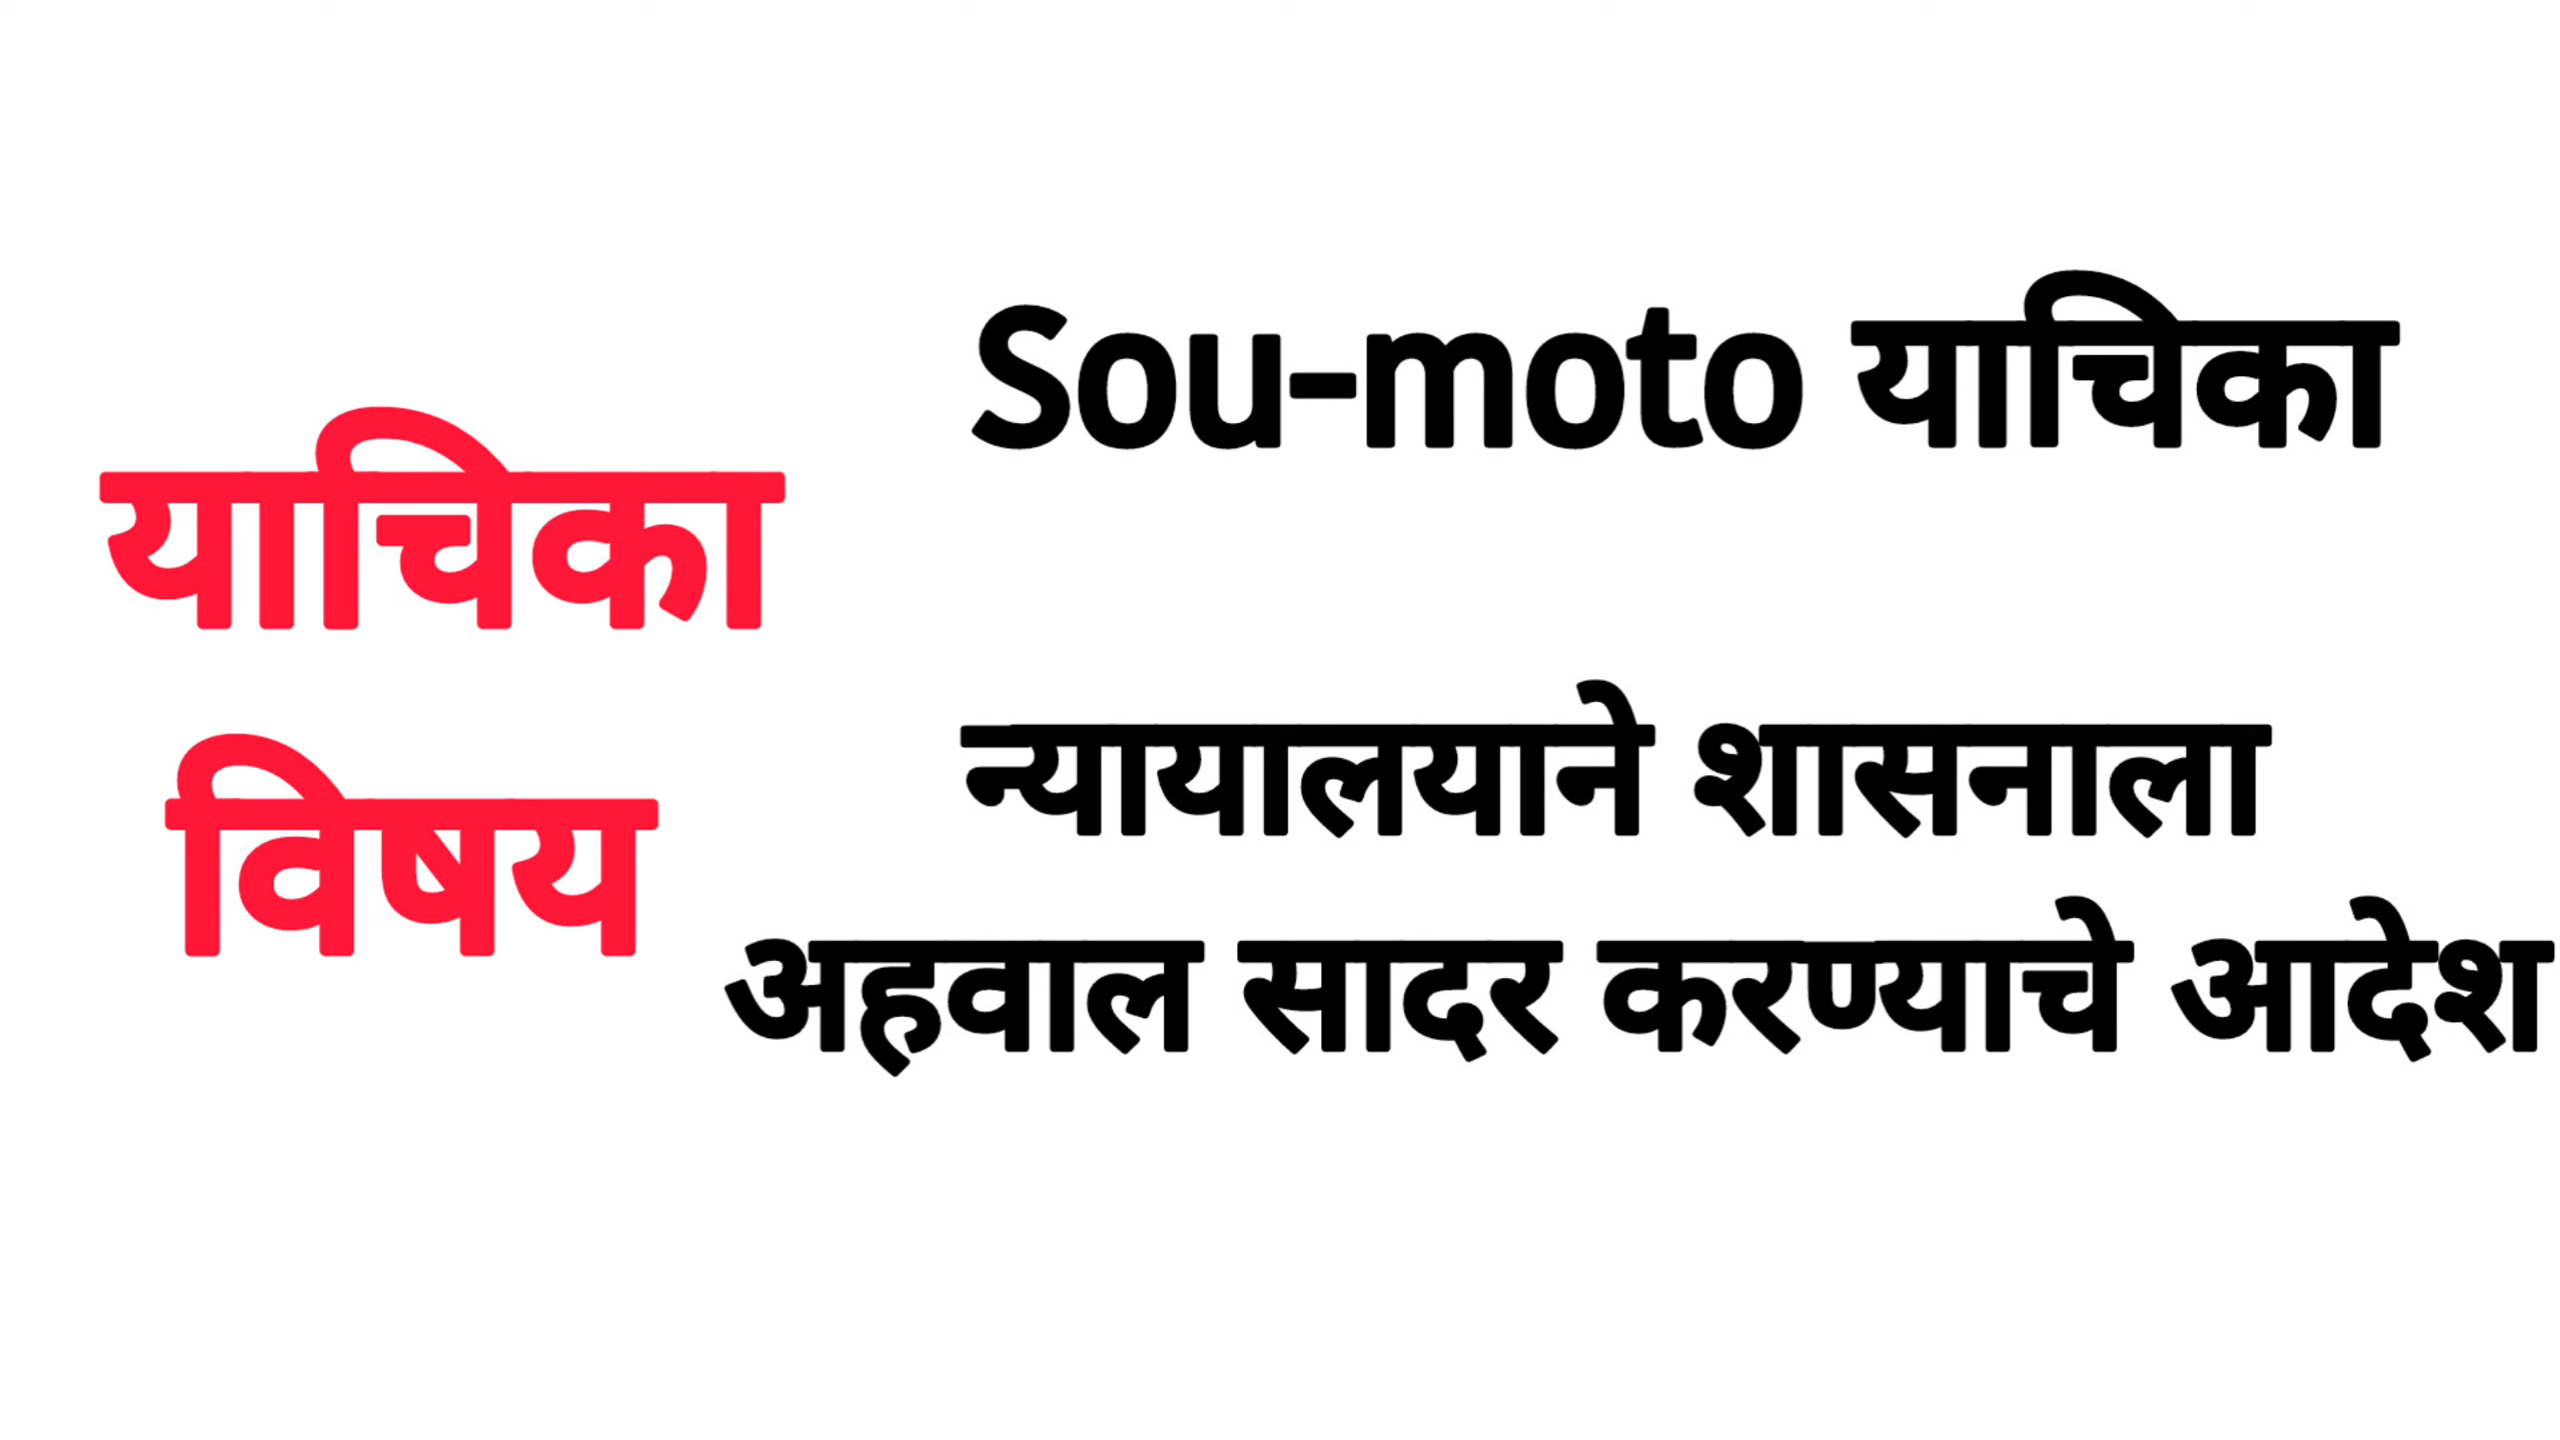 याचिका
विषय
Sou-moto याचिका
न्यायालयाने शासनाला
अहवाल सादर करण्याचे आदेश